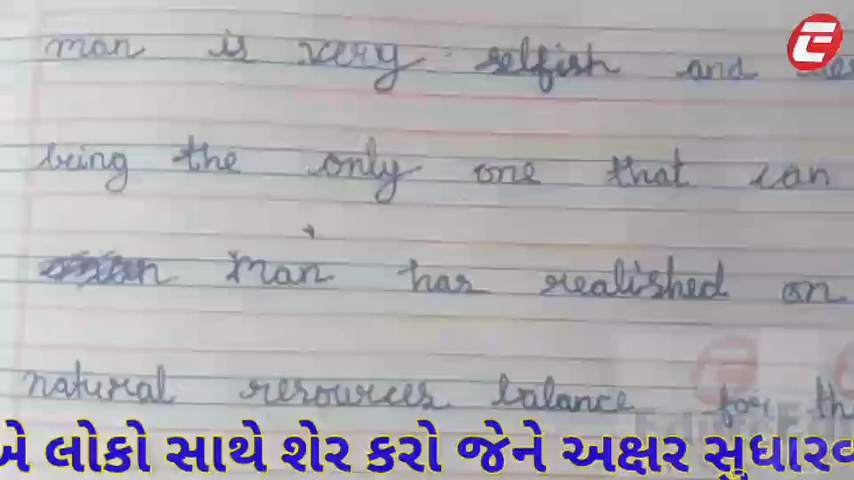 man is very selfish and
being the only one that can
man has realished on
natural resources balance for th
એ લોકો સાથે શેર કરો જેને અક્ષર સુધારવ